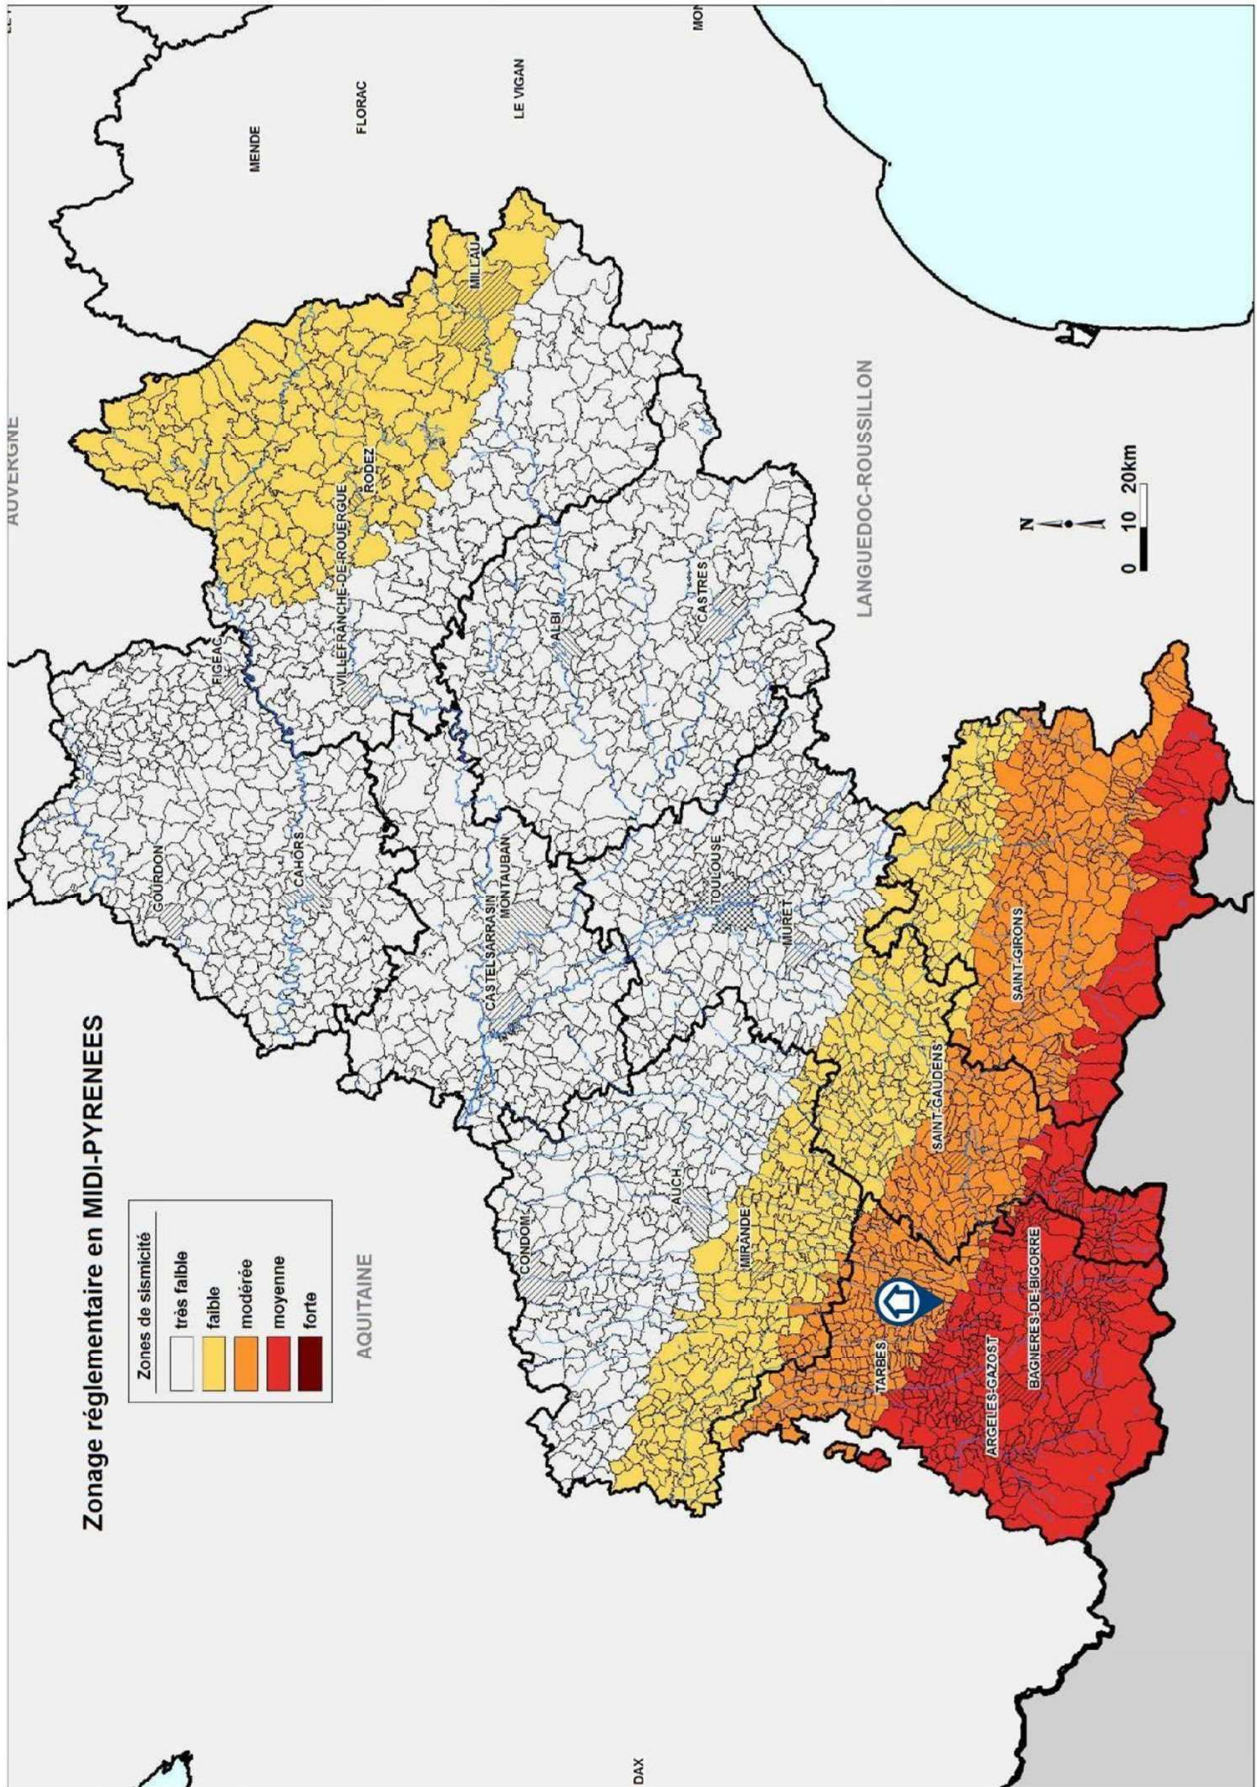 Zonage réglementaire en MIDI-PYRENEES
Zones de sismicité
très faible
faible
modérée
moyenne
forte
AUVERGNE
AQUITAINE
LANGUEDOC-ROUSSILLON
MENDE
FLORAC
LE VIGAN
GOURDON
FIGEAC
CAHORS
VILLEFRANCHE-DE-ROUERGUE
RODEZ
MILLAU
CASTELSARRASIN
MONTAUBAN
ALBI
CASTRES
CONDOM
AUCH
MIRANDE
TOULOUSE
MURET
TARBES
SAINT-GAUDENS
SAINT-GIRONS
ARGELES-GAZOST
BAGNERES-DE-BIGORRE
DAX
N
0 10 20km